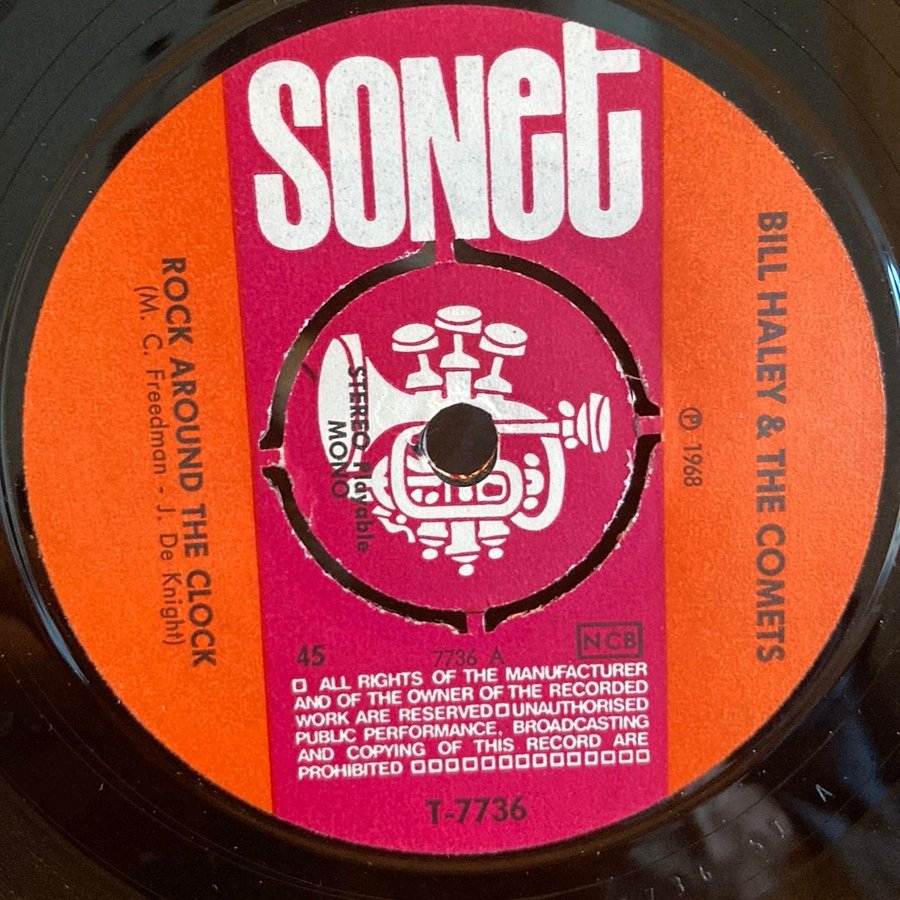 sonet
BILL HALEY & THE COMETS
℗ 1968
ROCK AROUND THE CLOCK
(M. C. Freedman - J. De Knight)
STEREO Playable
MONO
45
7736 A
NCB
ALL RIGHTS OF THE MANUFACTURER
AND OF THE OWNER OF THE RECORDED
WORK ARE RESERVED UNAUTHORISED
PUBLIC PERFORMANCE, BROADCASTING
AND COPYING OF THIS RECORD ARE
PROHIBITED
T-7736